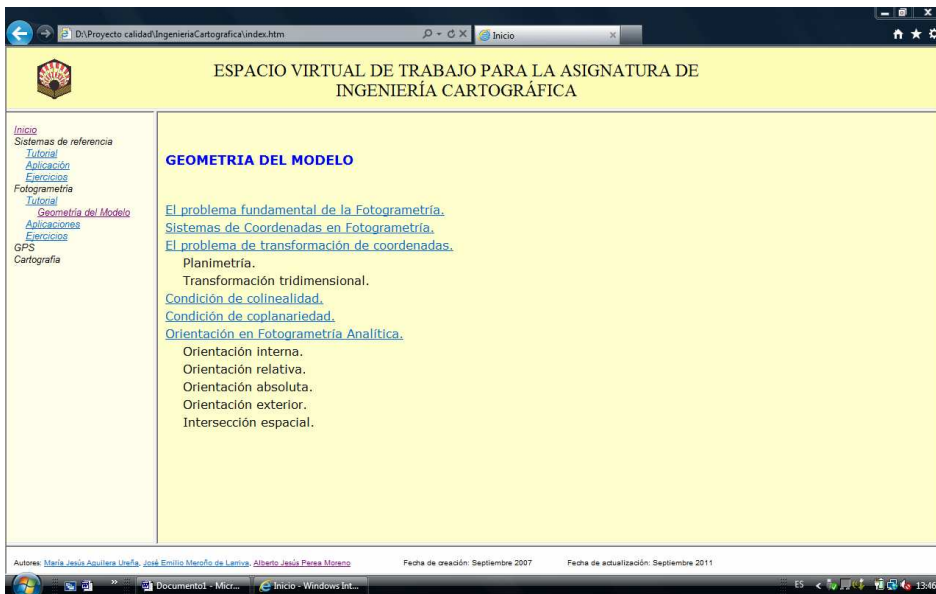 D:\Proyecto calidad\IngenieriaCartografica\index.htm
Inicio
ESPACIO VIRTUAL DE TRABAJO PARA LA ASIGNATURA DE
INGENIERÍA CARTOGRÁFICA
Inicio
Sistemas de referencia
Tutorial
Aplicación
Ejercicios
Fotogrametría
Tutorial
Geometría del Modelo
Aplicaciones
Ejercicios
GPS
Cartografía
GEOMETRIA DEL MODELO
El problema fundamental de la Fotogrametría.
Sistemas de Coordenadas en Fotogrametría.
El problema de transformación de coordenadas.
Planimetría.
Transformación tridimensional.
Condición de colinealidad.
Condición de coplanariedad.
Orientación en Fotogrametría Analítica.
Orientación interna.
Orientación relativa.
Orientación absoluta.
Orientación exterior.
Intersección espacial.
Autores: María Jesús Aguilera Ureña, José Emilio Meroño de Larriva, Alberto Jesús Perea Moreno Fecha de creación: Septiembre 2007 Fecha de actualización: Septiembre 2011
» Documento1 - Micr... Inicio - Windows Int... ES < 13:46